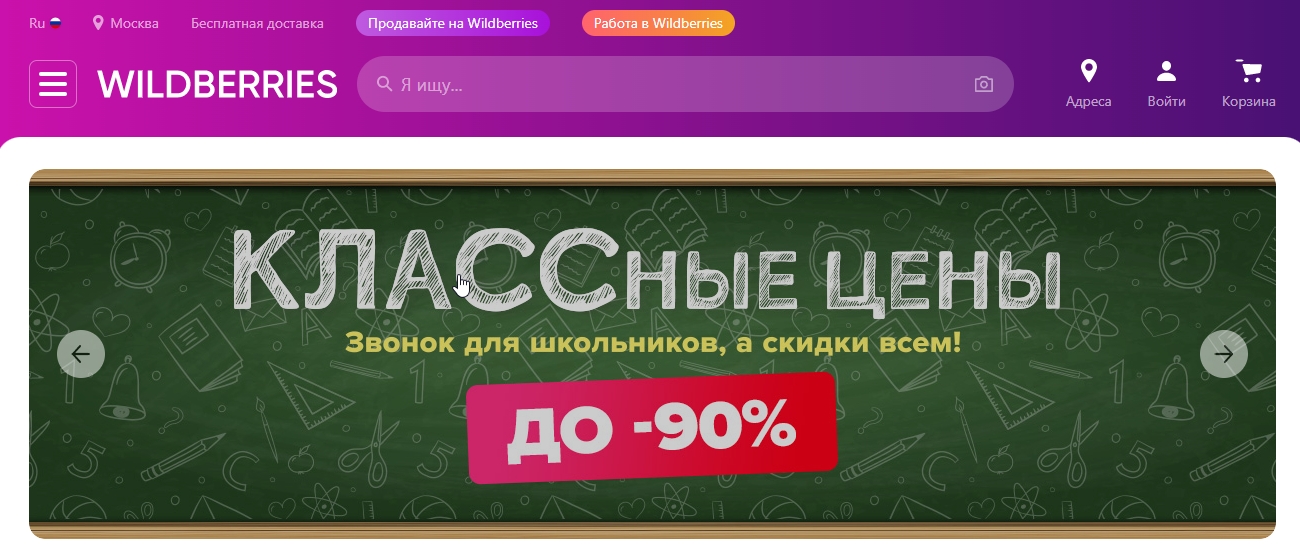 Ru Москва Бесплатная доставка Продавайте на Wildberries Работа в Wildberries
WILDBERRIES Я ищу... Адреса Войти Корзина
КЛАССНЫЕ ЦЕНЫ
Звонок для школьников, а скидки всем!
ДО -90%